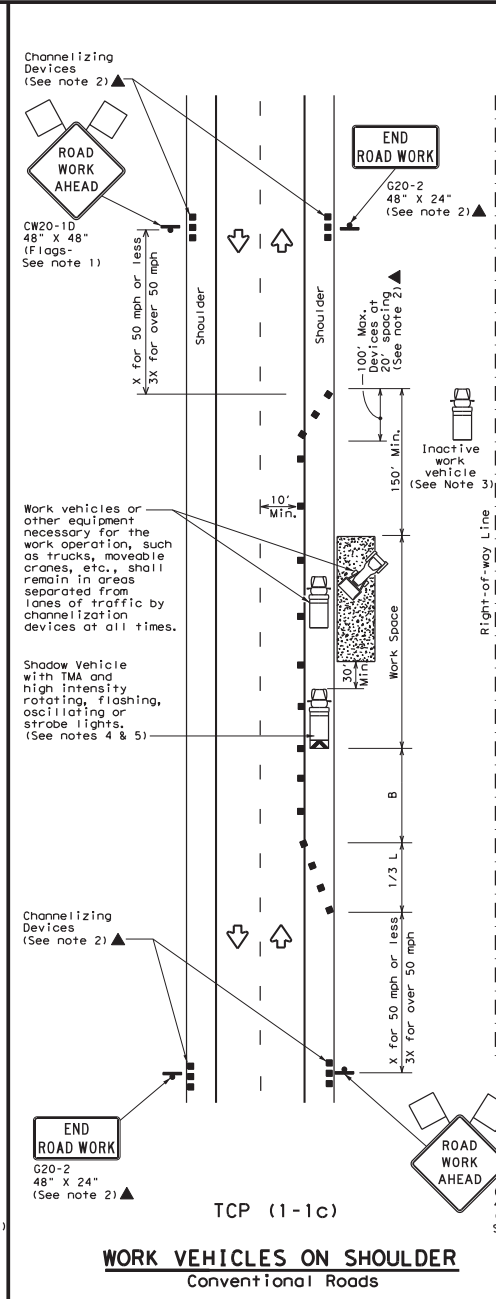 Channelizing
Devices
(See note 2) ▲
ROAD
WORK
AHEAD
CW20-1D
48" X 48"
(Flags-
See note 1)
END
ROAD WORK
G20-2
48" X 24"
(See note 2) ▲
X for 50 mph or less
3X for over 50 mph
Shoulder
Shoulder
100' Max.
Devices at
20' spacing
(See note 2) ▲
150' Min.
Inactive
work
vehicle
(See Note 3)
10'
Min.
Right-of-way Line
Work vehicles or
other equipment
necessary for the
work operation, such
as trucks, moveable
cranes, etc., shall
remain in areas
separated from
lanes of traffic by
channelization
devices at all times.
Work Space
30'
Min
Shadow Vehicle
with TMA and
high intensity
rotating, flashing,
oscillating or
strobe lights.
(See notes 4 & 5)
B
1/3 L
Channelizing
Devices
(See note 2) ▲
X for 50 mph or less
3X for over 50 mph
END
ROAD WORK
G20-2
48" X 24"
(See note 2) ▲
ROAD
WORK
AHEAD
TCP (1-1c)
WORK VEHICLES ON SHOULDER
Conventional Roads